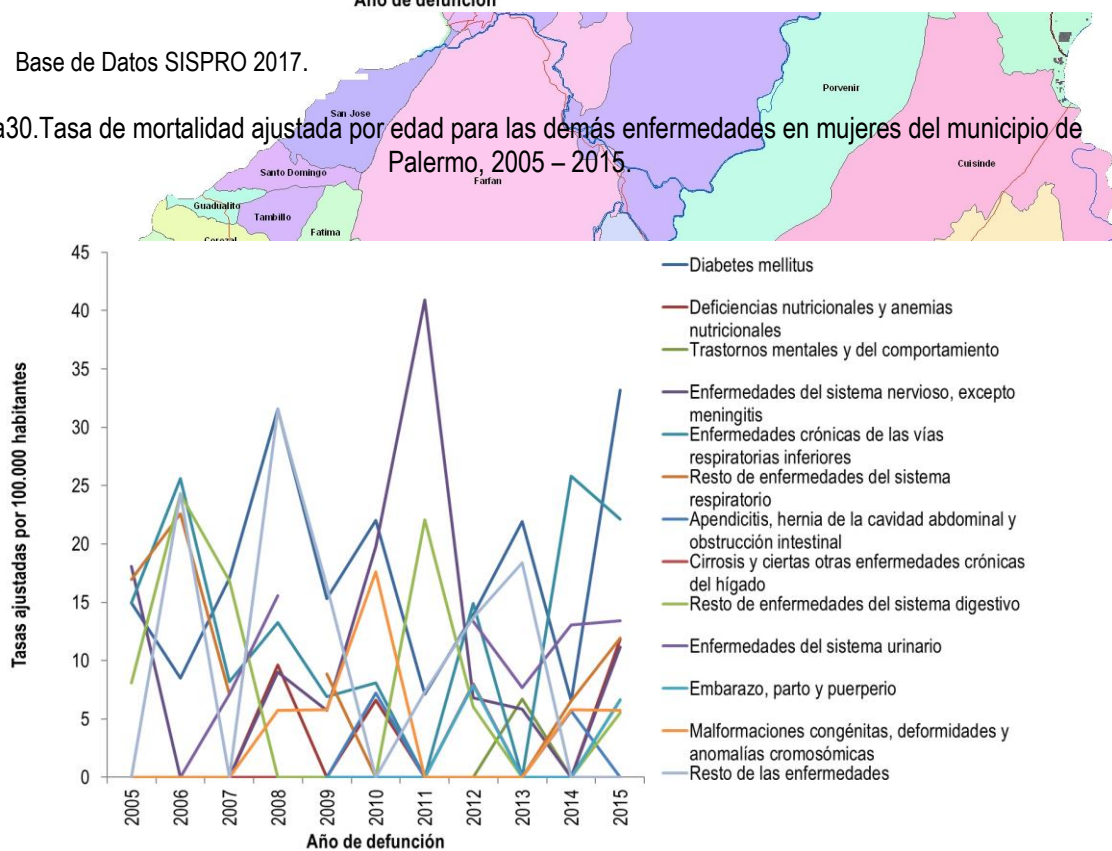 Año de defunción
Base de Datos SISPRO 2017.
a30.Tasa de mortalidad ajustada por edad para las demás enfermedades en mujeres del municipio de
Palermo, 2005 – 2015.
Porvenir
San Jose
Cuisinde
Santo Domingo
Farfan
Guadualito
Tambillo
Fatima
Cerezal
45
40
35
30
25
20
15
10
5
0
Tasas ajustadas por 100.000 habitantes
2005
2006
2007
2008
2009
2010
2011
2012
2013
2014
2015
Año de defunción
Diabetes mellitus
Deficiencias nutricionales y anemias
nutricionales
Trastornos mentales y del comportamiento
Enfermedades del sistema nervioso, excepto
meningitis
Enfermedades crónicas de las vías
respiratorias inferiores
Resto de enfermedades del sistema
respiratorio
Apendicitis, hernia de la cavidad abdominal y
obstrucción intestinal
Cirrosis y ciertas otras enfermedades crónicas
del hígado
Resto de enfermedades del sistema digestivo
Enfermedades del sistema urinario
Embarazo, parto y puerperio
Malformaciones congénitas, deformidades y
anomalías cromosómicas
Resto de las enfermedades